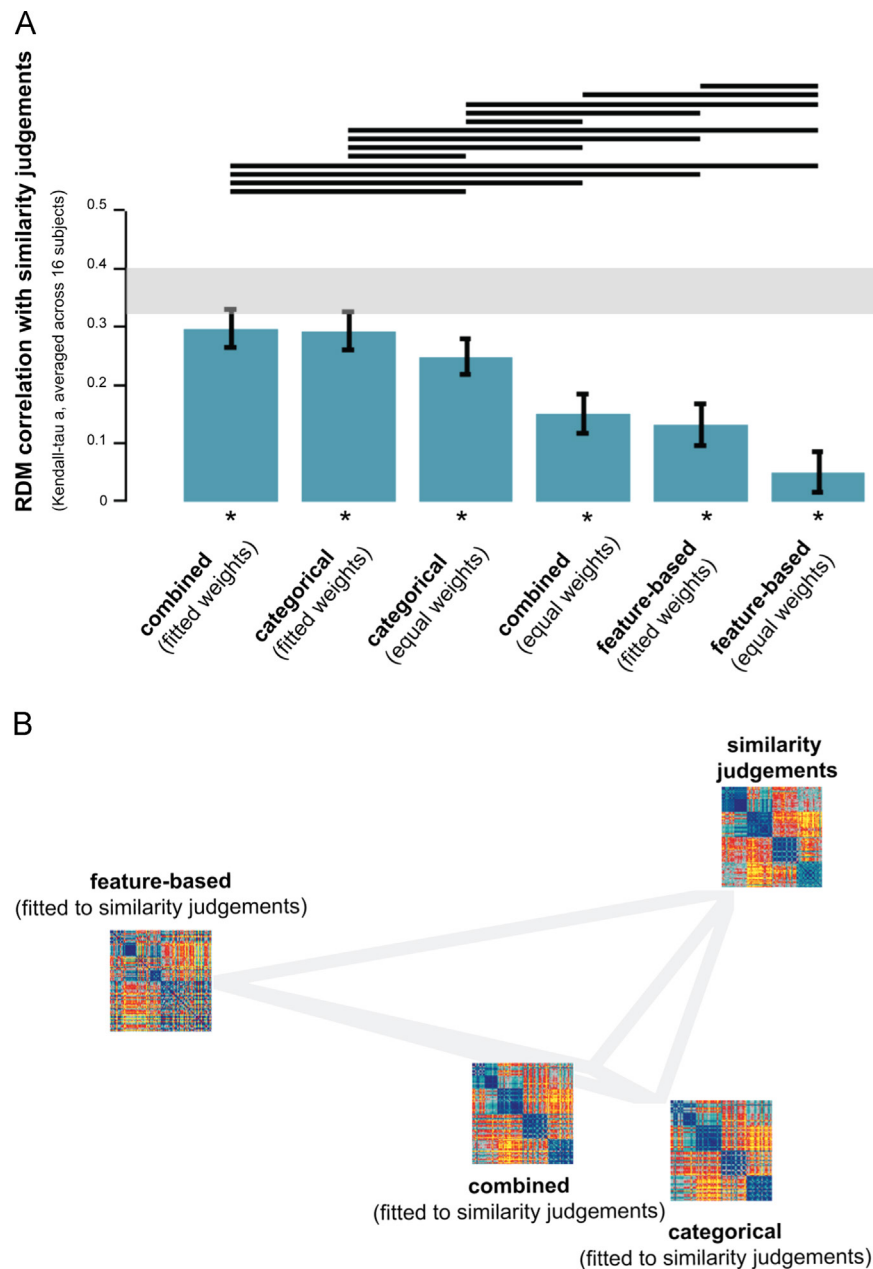 A
RDM correlation with similarity judgements
(Kendall-tau a, averaged across 16 subjects)
0.5
0.4
0.3
0.2
0.1
0
* * * * * *
combined
(fitted weights)
categorical
(fitted weights)
categorical
(equal weights)
combined
(equal weights)
feature-based
(fitted weights)
feature-based
(equal weights)
B
similarity
judgements
feature-based
(fitted to similarity judgements)
combined
(fitted to similarity judgements)
categorical
(fitted to similarity judgements)